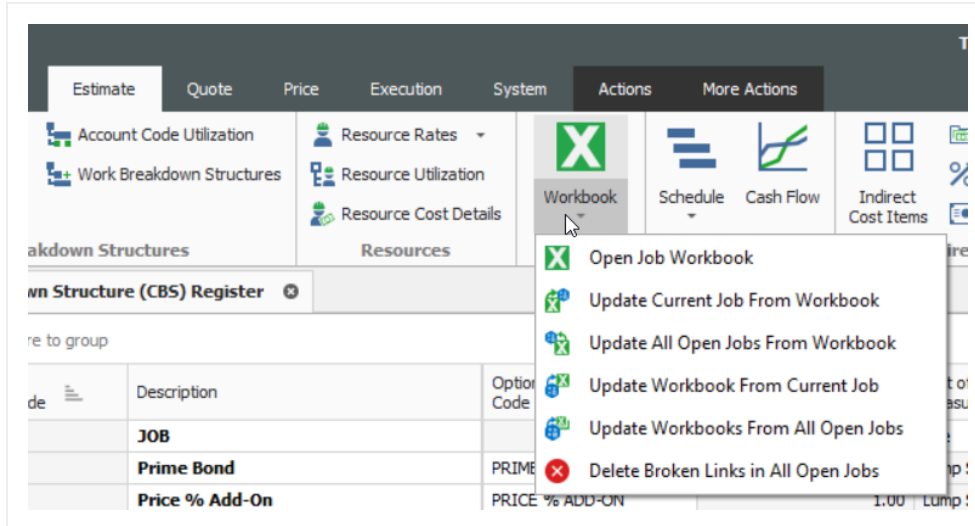 T
Estimate Quote Price Execution System Actions More Actions
Account Code Utilization
Work Breakdown Structures
akdown Structures
Resource Rates
Resource Utilization
Resource Cost Details
Resources
Workbook
Schedule
Cash Flow
Indirect
Cost Items
%
ire
Open Job Workbook
Update Current Job From Workbook
Update All Open Jobs From Workbook
Update Workbook From Current Job
Update Workbooks From All Open Jobs
Delete Broken Links in All Open Jobs
wn Structure (CBS) Register
re to group
de Description Option
Code
t of
asu
JOB
Prime Bond PRIME mp S
Price % Add-On PRICE % ADD-ON 1.00 Lump S